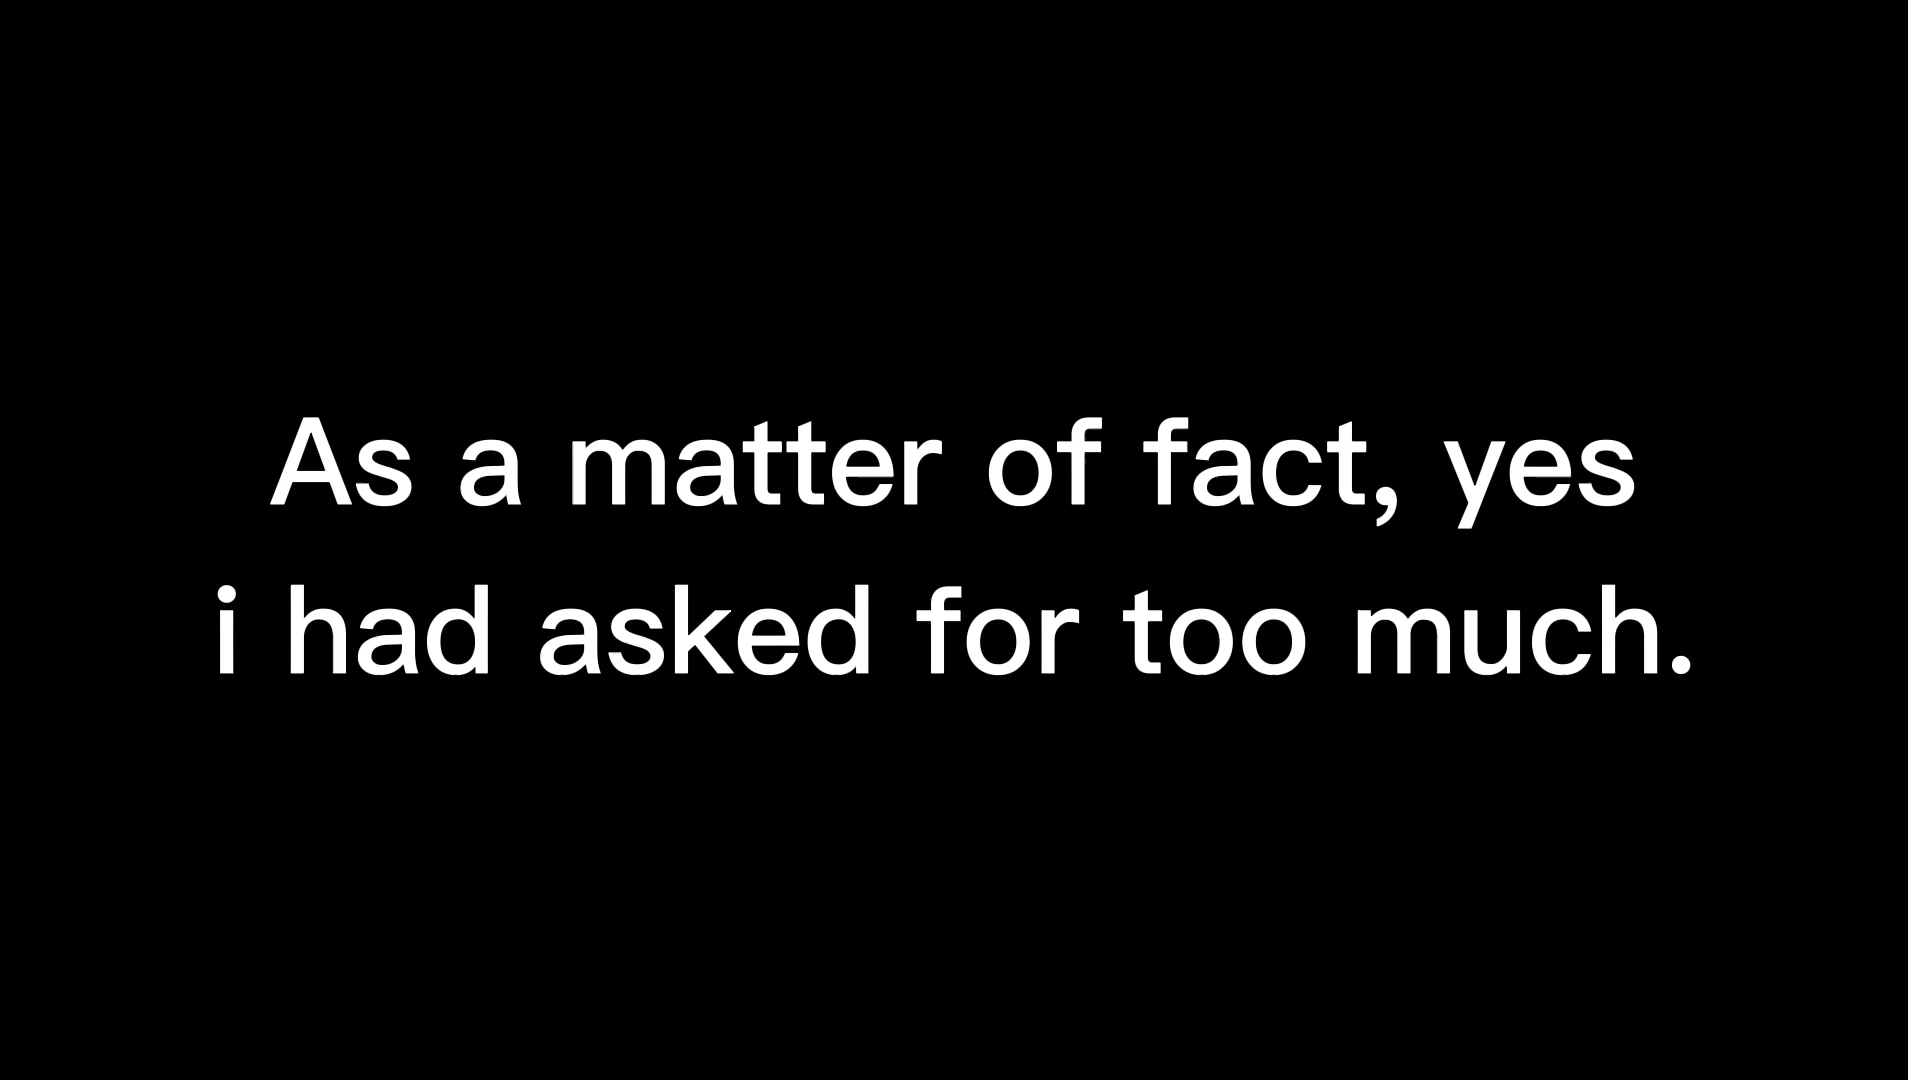 As a matter of fact, yes
i had asked for too much.